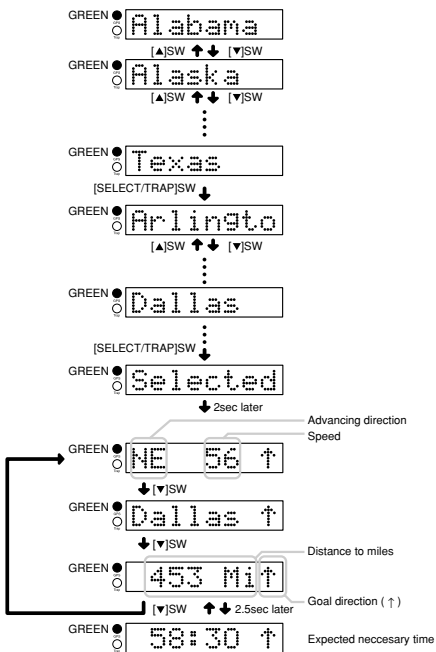 GREEN Alabama
[▲]SW [▼]SW
GREEN Alaska
[▲]SW [▼]SW
GREEN Texas
[SELECT/TRAP]SW
GREEN Arlingto
[▲]SW [▼]SW
GREEN Dallas
[SELECT/TRAP]SW
GREEN Selected
2sec later
Advancing direction
Speed
GREEN NE 56 ↑
[▼]SW
GREEN Dallas ↑
[▼]SW
Distance to miles
GREEN 453 Mi↑
Goal direction ( ↑ )
[▼]SW 2.5sec later
GREEN 58:30 ↑ Expected neccesary time